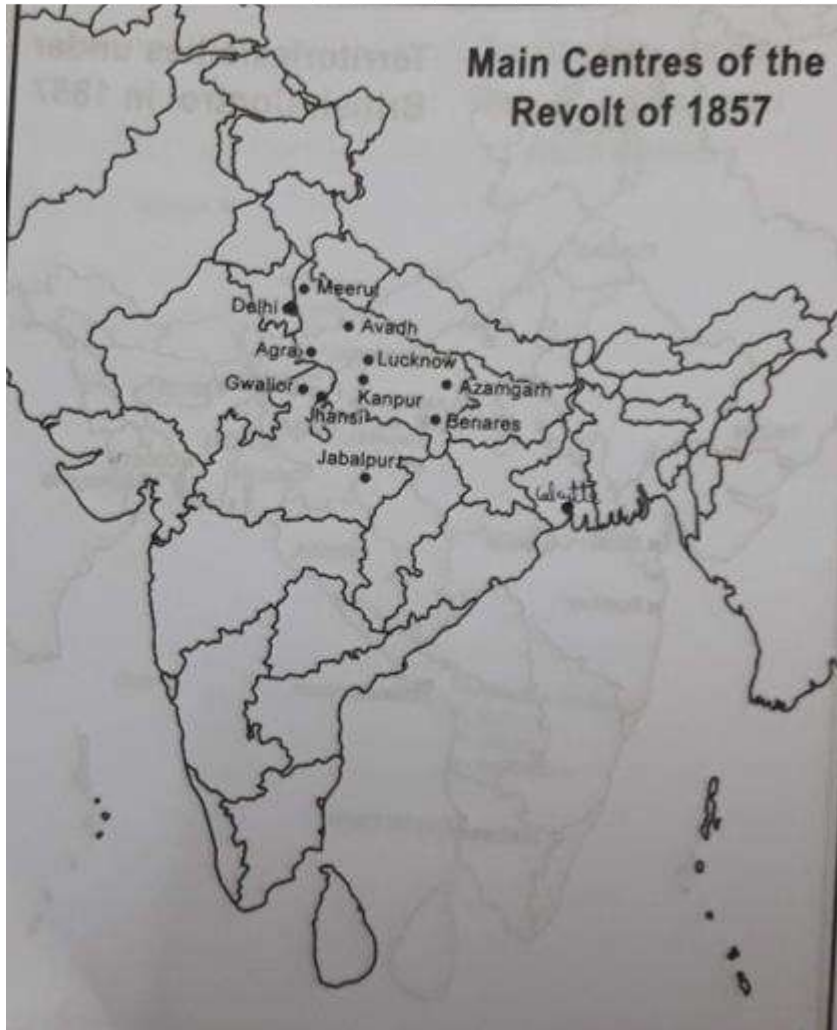 Main Centres of the
Revolt of 1857
Meerut
Delhi
Avadh
Agra
Lucknow
Gwalior
Kanpur
Azamgarh
Jhansi
Benares
Jabalpur